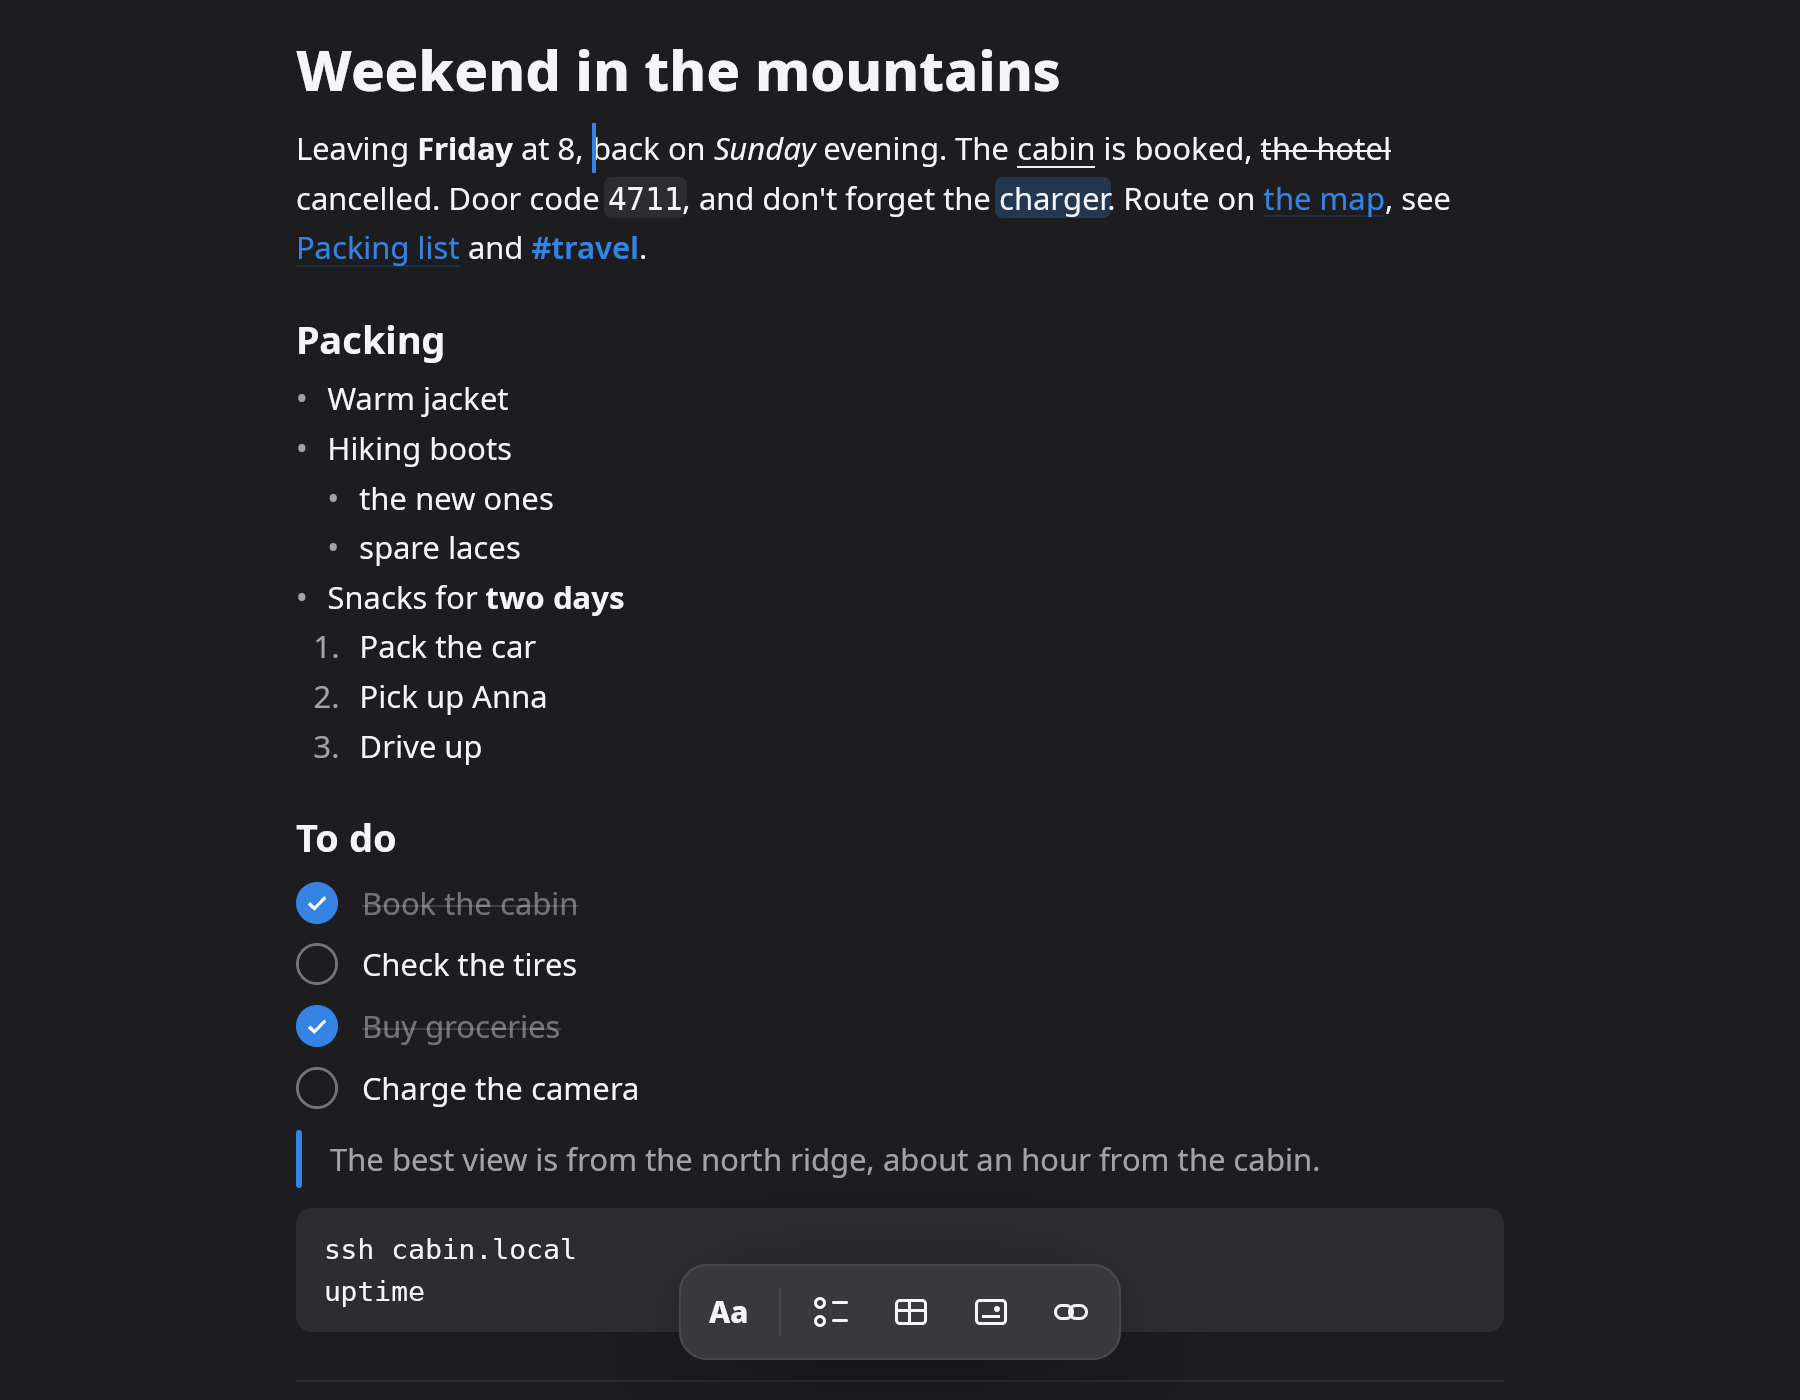 Weekend in the mountains
Leaving Friday at 8, back on Sunday evening. The cabin is booked, the hotel
cancelled. Door code 4711, and don't forget the charger. Route on the map, see
Packing list and #travel.
Packing
• Warm jacket
• Hiking boots
• the new ones
• spare laces
• Snacks for two days
1. Pack the car
2. Pick up Anna
3. Drive up
To do
Book the cabin
Check the tires
Buy groceries
Charge the camera
The best view is from the north ridge, about an hour from the cabin.
ssh cabin.local
uptime
Aa